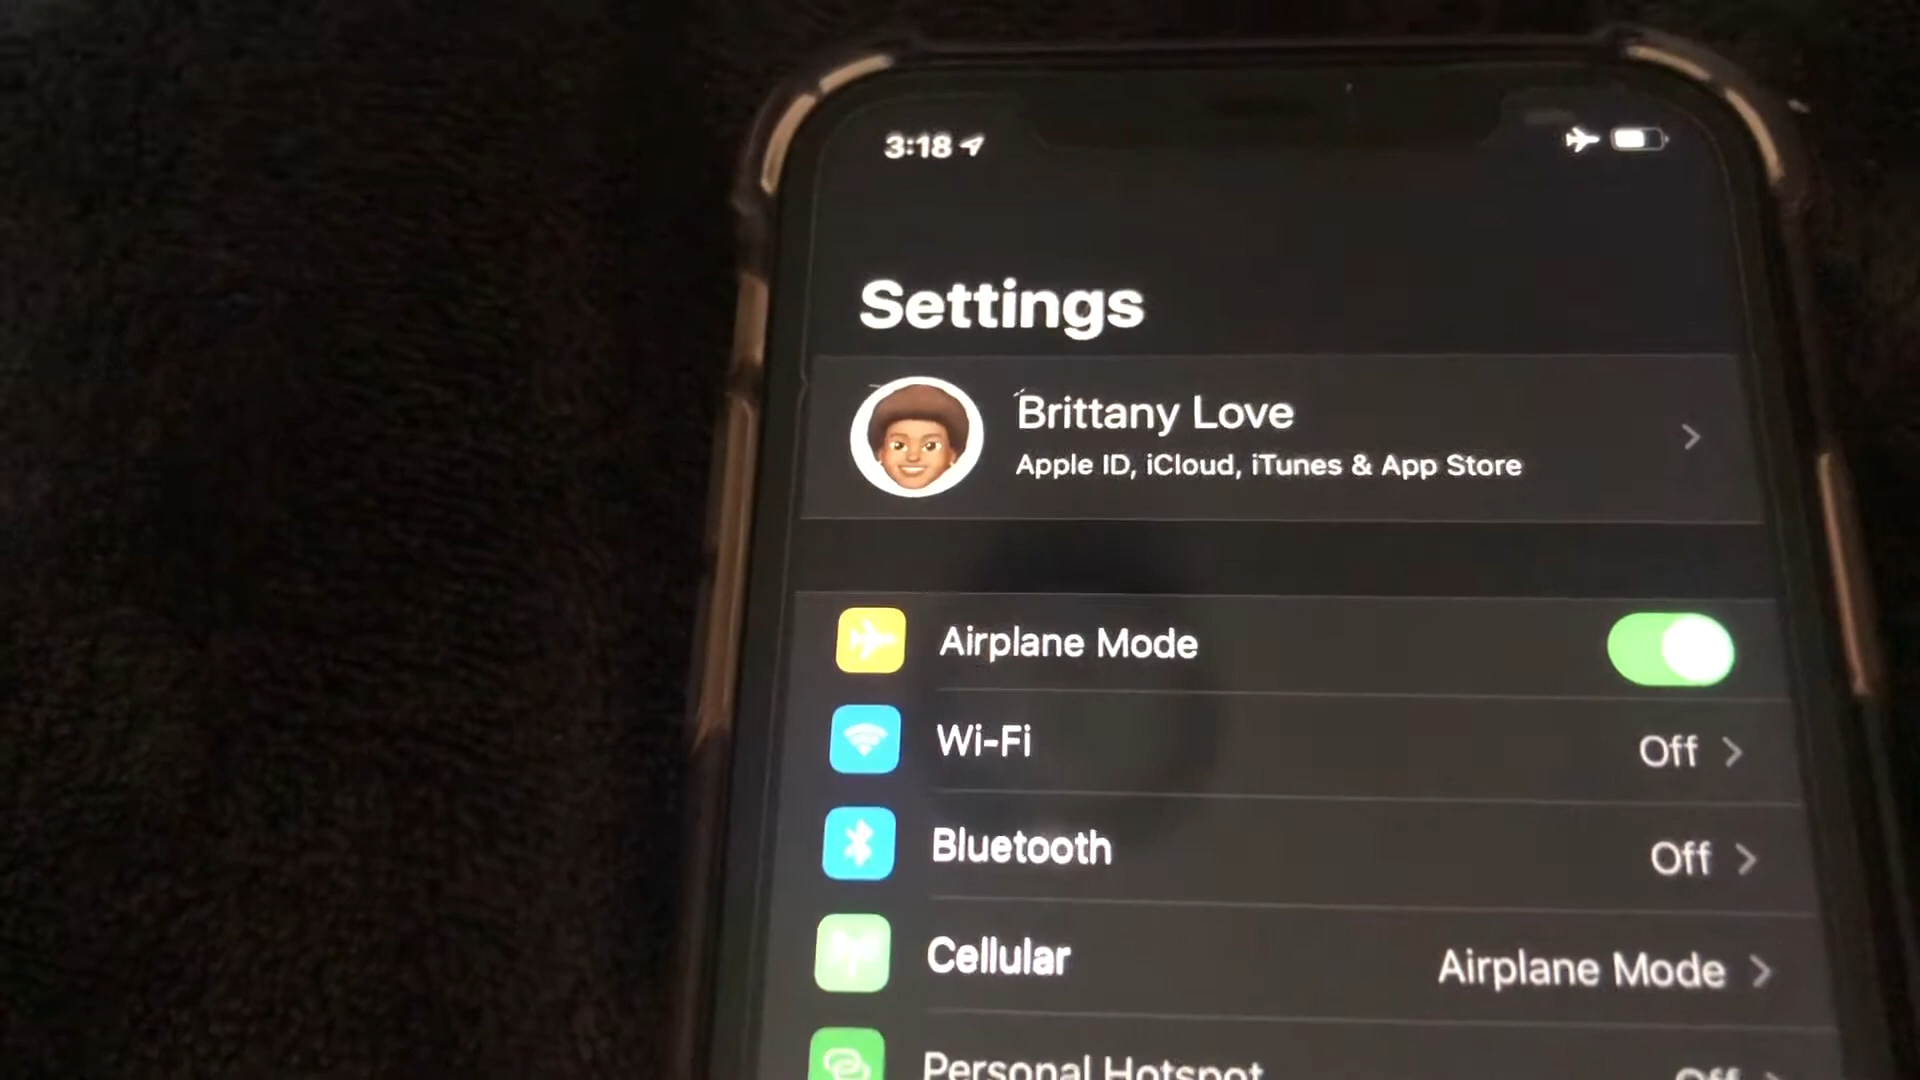 3:18
Settings
Brittany Love
Apple ID, iCloud, iTunes & App Store
Airplane Mode
Wi-Fi Off
Bluetooth Off
Cellular Airplane Mode
Personal Hotspot Off